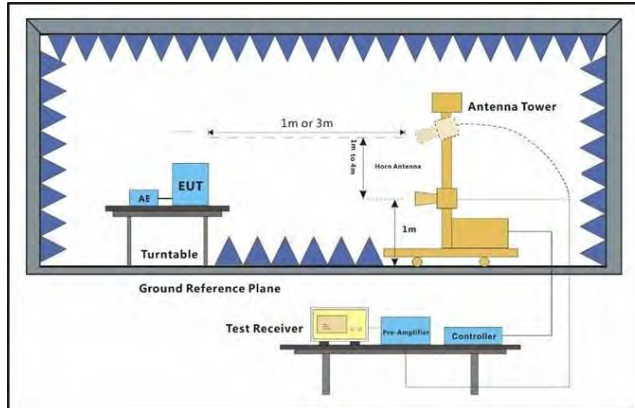 1m or 3m
Antenna Tower
1m to 4m
Horn Antenna
EUT
AE
1m
Turntable
Ground Reference Plane
Test Receiver
Pre-Amplifier
Controller